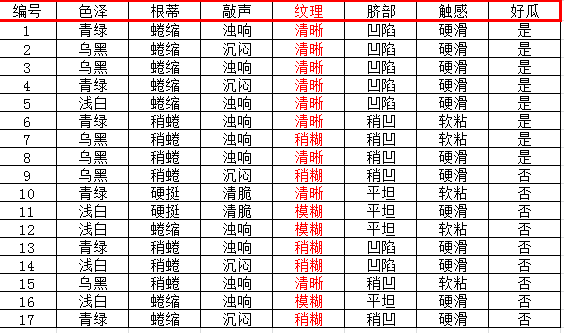 编号 色泽 根蒂 敲声 纹理 脐部 触感 好瓜
1 青绿 蜷缩 浊响 清晰 凹陷 硬滑 是
2 乌黑 蜷缩 沉闷 清晰 凹陷 硬滑 是
3 乌黑 蜷缩 浊响 清晰 凹陷 硬滑 是
4 青绿 蜷缩 沉闷 清晰 凹陷 硬滑 是
5 浅白 蜷缩 浊响 清晰 凹陷 硬滑 是
6 青绿 稍蜷 浊响 清晰 稍凹 软粘 是
7 乌黑 稍蜷 浊响 稍糊 稍凹 软粘 是
8 乌黑 稍蜷 浊响 清晰 稍凹 硬滑 是
9 乌黑 稍蜷 沉闷 稍糊 稍凹 硬滑 否
10 青绿 硬挺 清脆 清晰 平坦 软粘 否
11 浅白 硬挺 清脆 模糊 平坦 硬滑 否
12 浅白 蜷缩 浊响 模糊 平坦 软粘 否
13 青绿 稍蜷 浊响 稍糊 凹陷 硬滑 否
14 浅白 稍蜷 沉闷 稍糊 凹陷 硬滑 否
15 乌黑 稍蜷 浊响 清晰 稍凹 软粘 否
16 浅白 蜷缩 浊响 模糊 平坦 硬滑 否
17 青绿 蜷缩 沉闷 稍糊 稍凹 硬滑 否